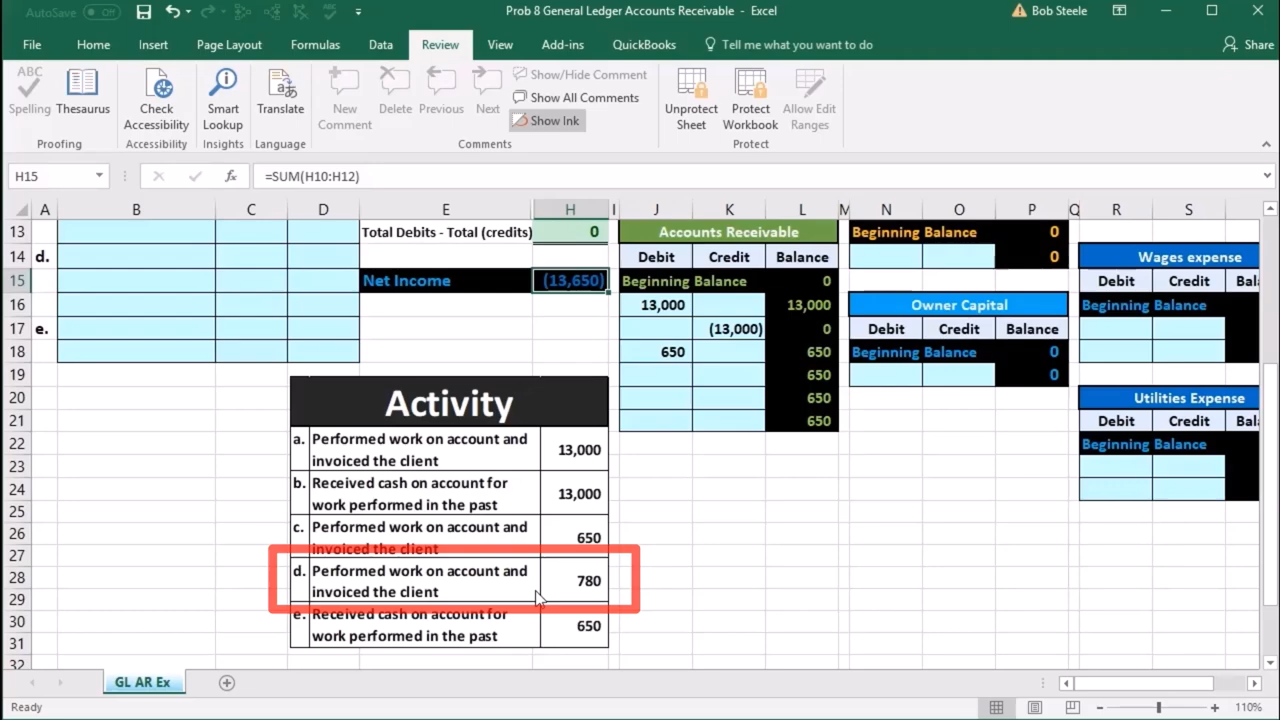 AutoSave Off Prob 8 General Ledger Accounts Receivable - Excel Bob Steele
File Home Insert Page Layout Formulas Data Review View Add-ins QuickBooks Tell me what you want to do Share
ABC
Spelling Thesaurus Check Accessibility Smart Lookup Translate New Comment Delete Previous Next Show/Hide Comment Show All Comments Show Ink Unprotect Sheet Protect Workbook Allow Edit Ranges
Proofing Accessibility Insights Language Comments Protect
H15 fx =SUM(H10:H12)
A B C D E H I J K L M N O P Q R S
13 Total Debits - Total (credits) 0 Accounts Receivable Beginning Balance 0
14 d. Debit Credit Balance 0 Wages expense
15 Net Income (13,650) Beginning Balance 0 Debit Credit Bal
16 13,000 13,000 Owner Capital Beginning Balance
17 e. (13,000) 0 Debit Credit Balance
18 650 650 Beginning Balance 0
19 650 0
20 Activity 650 Utilities Expense
21 650 Debit Credit Bal
22 Beginning Balance
23
24
25
26
27
28
29
30
31
32
a. Performed work on account and
invoiced the client 13,000
b. Received cash on account for
work performed in the past 13,000
c. Performed work on account and
invoiced the client 650
d. Performed work on account and
invoiced the client 780
e. Received cash on account for
work performed in the past 650
GL AR Ex
Ready 110%